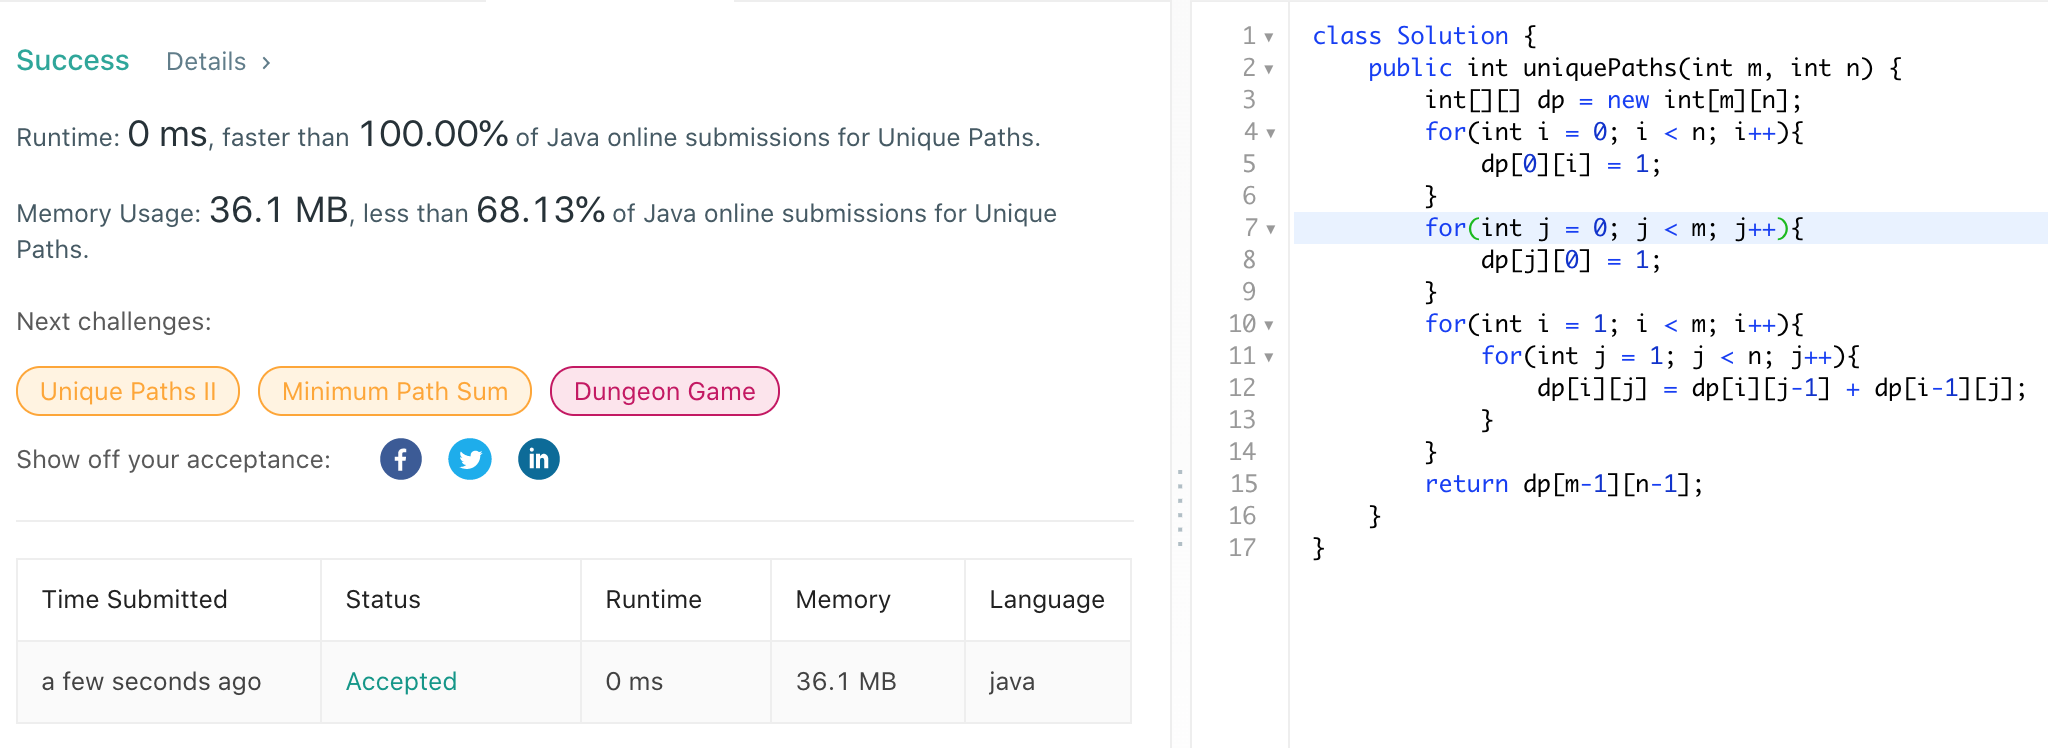 Success Details >
Runtime: 0 ms, faster than 100.00% of Java online submissions for Unique Paths.
Memory Usage: 36.1 MB, less than 68.13% of Java online submissions for Unique
Paths.
Next challenges:
Unique Paths II Minimum Path Sum Dungeon Game
Show off your acceptance: f in
Time Submitted Status Runtime Memory Language
a few seconds ago Accepted 0 ms 36.1 MB java
1 class Solution {
2     public int uniquePaths(int m, int n) {
3         int[][] dp = new int[m][n];
4         for(int i = 0; i < n; i++){
5             dp[0][i] = 1;
6         }
7         for(int j = 0; j < m; j++){
8             dp[j][0] = 1;
9         }
10         for(int i = 1; i < m; i++){
11             for(int j = 1; j < n; j++){
12                 dp[i][j] = dp[i][j-1] + dp[i-1][j];
13             }
14         }
15         return dp[m-1][n-1];
16     }
17 }